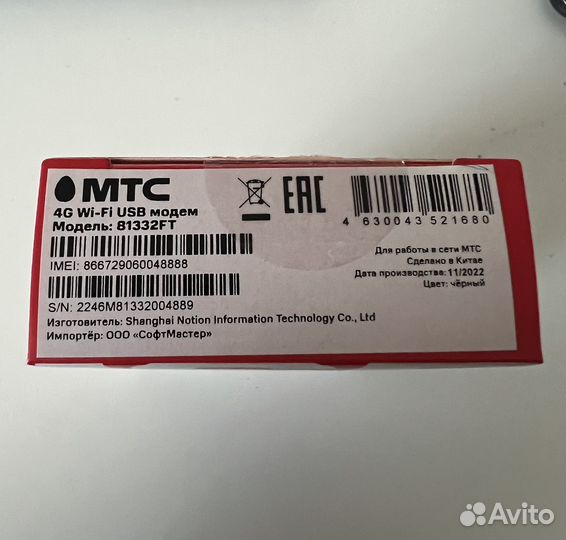 МТС
4G Wi-Fi USB модем
Модель: 81332FT
IMEI: 866729060048888
S/N: 2246M81332004889
Изготовитель: Shanghai Notion Information Technology Co., Ltd
Импортёр: ООО «СофтМастер»
EAC
4 630043 521680
Для работы в сети МТС
Сделано в Китае
Дата производства: 11/2022
Цвет: чёрный
Avito